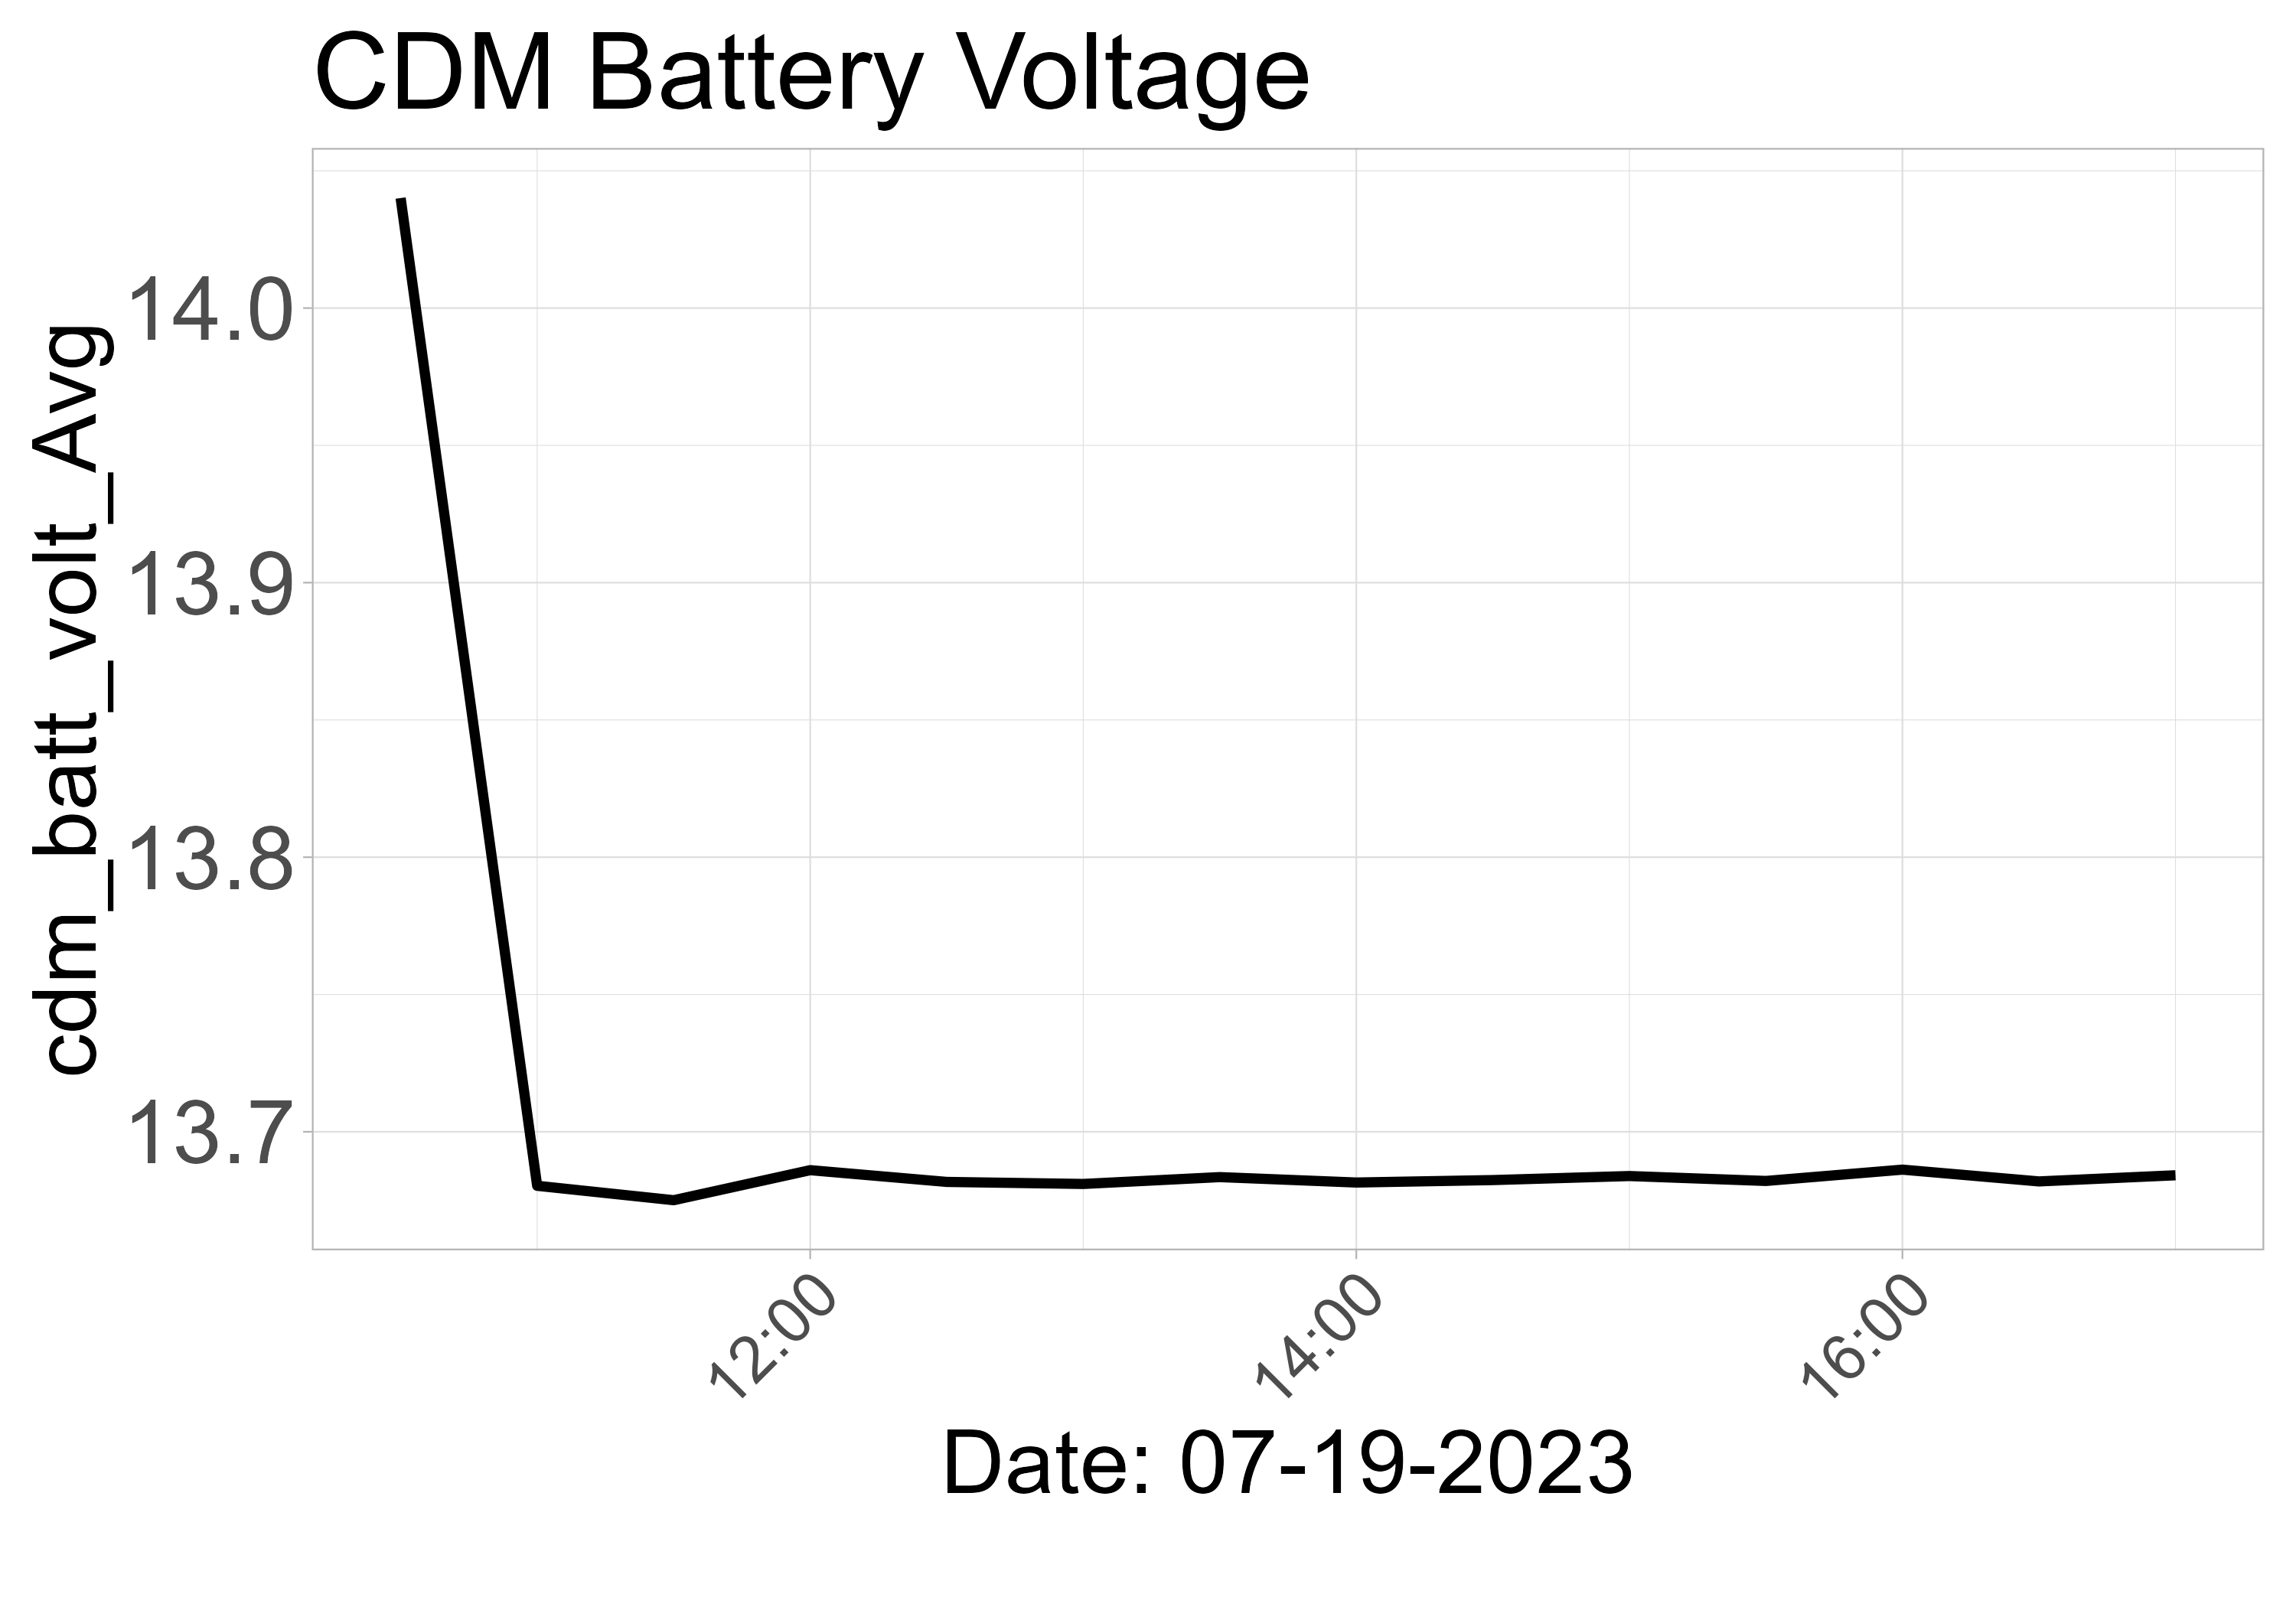 CDM Battery Voltage
cdm_batt_volt_Avg
14.0
13.9
13.8
13.7
12:00
14:00
16:00
Date: 07-19-2023